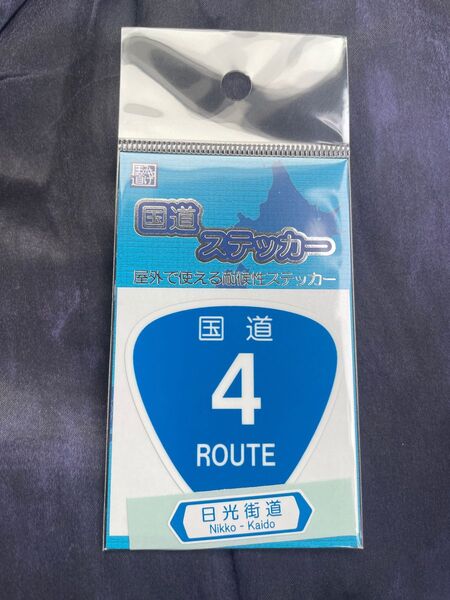 国道
ステッカー
屋外で使える耐候性ステッカー
国道
4
ROUTE
日光街道
Nikko - Kaido